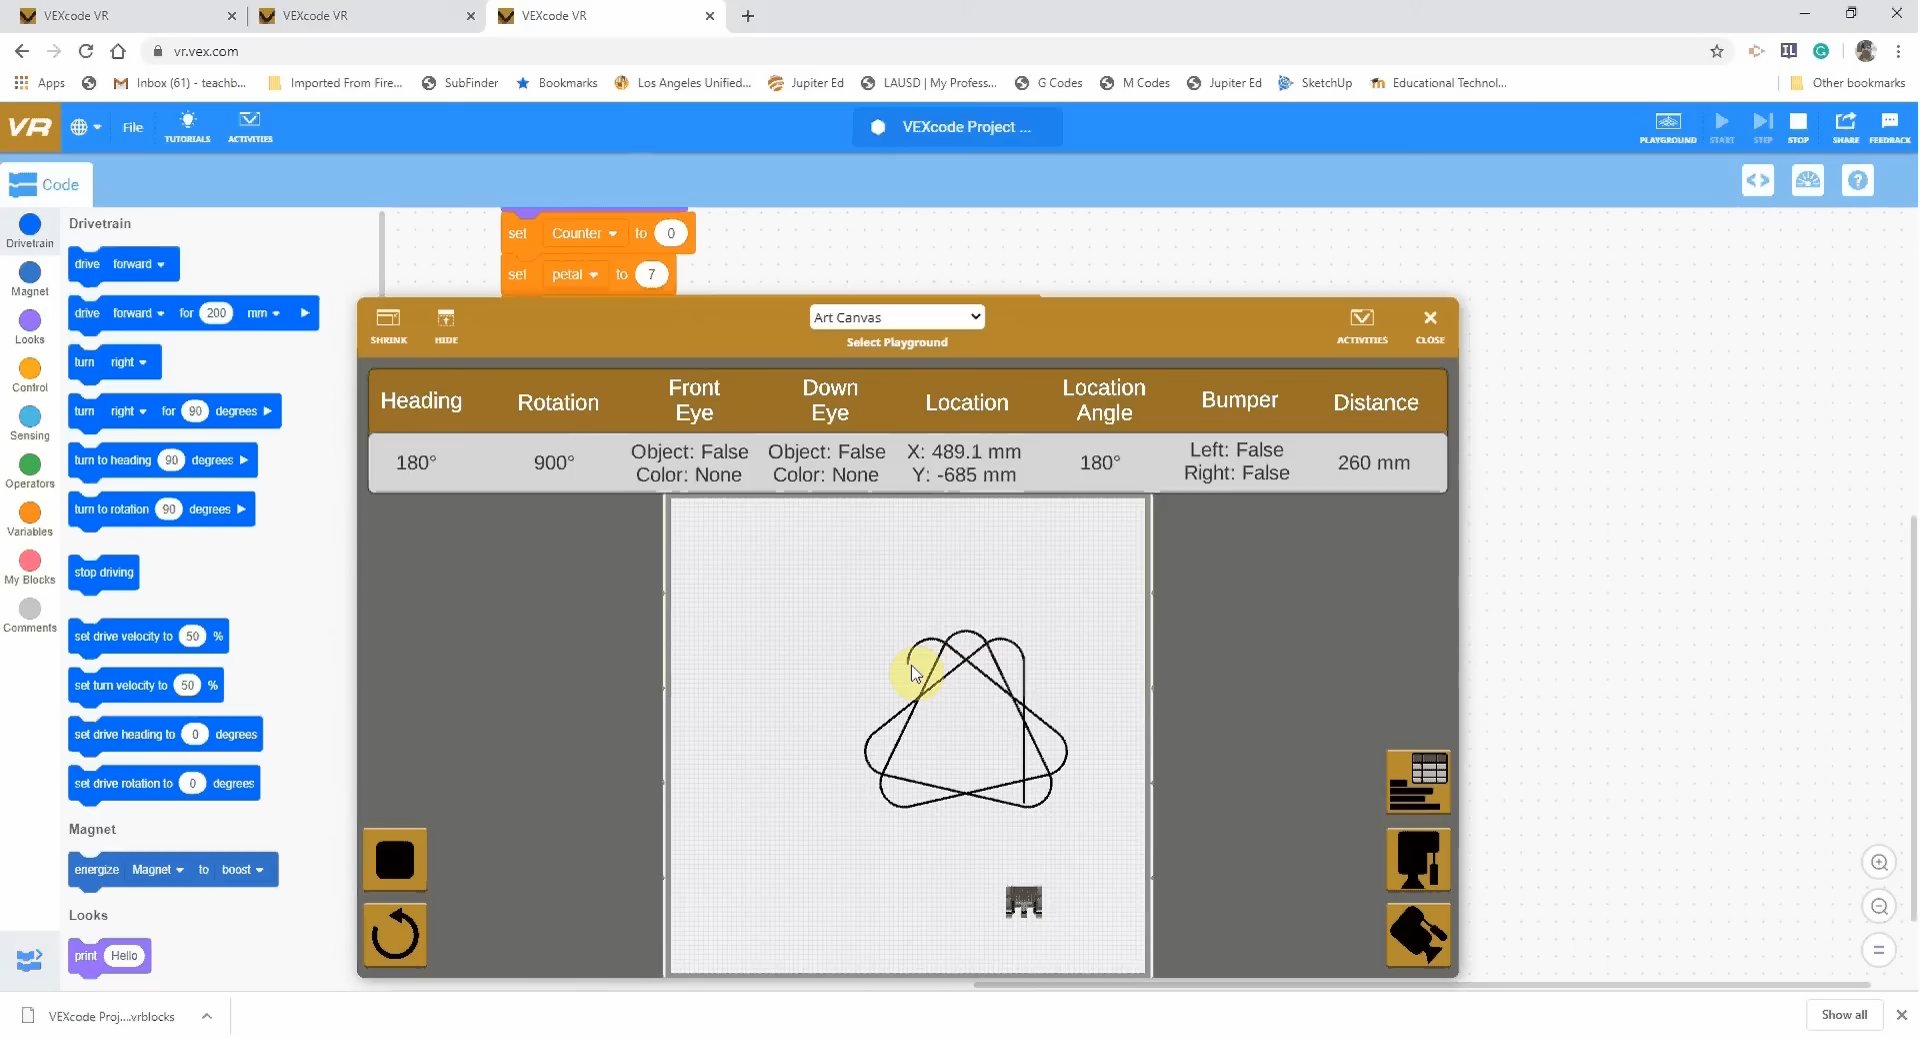 VEXcode VR
VEXcode VR
VEXcode VR
vr.vex.com
IL
Apps
Inbox (61) - teachb...
Imported From Fire...
SubFinder
Bookmarks
Los Angeles Unified...
Jupiter Ed
LAUSD | My Profess...
G Codes
M Codes
Jupiter Ed
SketchUp
Educational Technol...
Other bookmarks
VR
File
TUTORIALS
ACTIVITIES
VEXcode Project ...
PLAYGROUND
START
STEP
STOP
SHARE
FEEDBACK
Code
Drivetrain
Magnet
Looks
Control
Sensing
Operators
Variables
My Blocks
Comments
Drivetrain
drive forward
drive forward for 200 mm
turn right
turn right for 90 degrees
turn to heading 90 degrees
turn to rotation 90 degrees
stop driving
set drive velocity to 50 %
set turn velocity to 50 %
set drive heading to 0 degrees
set drive rotation to 0 degrees
Magnet
energize Magnet to boost
Looks
print Hello
set Counter to 0
set petal to 7
SHRINK
HIDE
Art Canvas
Select Playground
ACTIVITIES
CLOSE
Heading
Rotation
Front
Eye
Down
Eye
Location
Location
Angle
Bumper
Distance
180°
900°
Object: False
Color: None
Object: False
Color: None
X: 489.1 mm
Y: -685 mm
180°
Left: False
Right: False
260 mm
VEXcode Proj....vrblocks
Show all